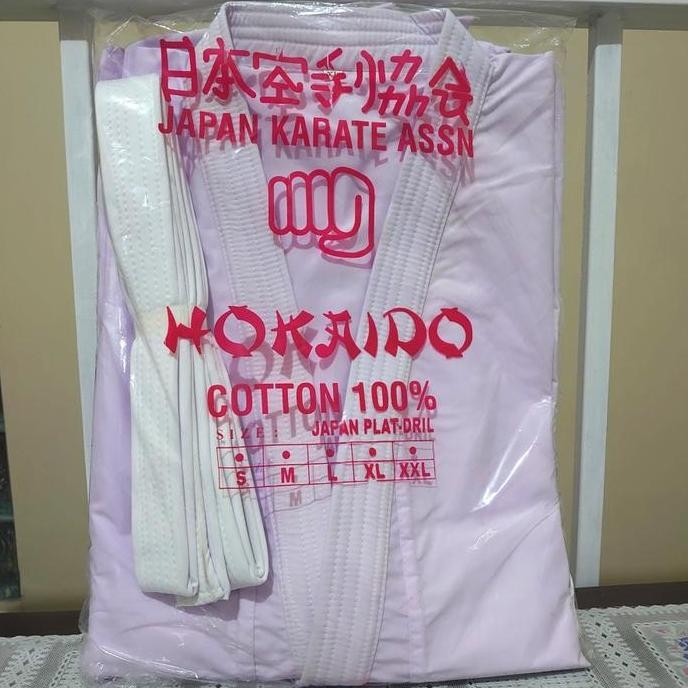 日本空手協会
JAPAN KARATE ASSN
HOKAIDO
COTTON 100%
SIZE: JAPAN PLAT-DRIL
S M L XL XXL